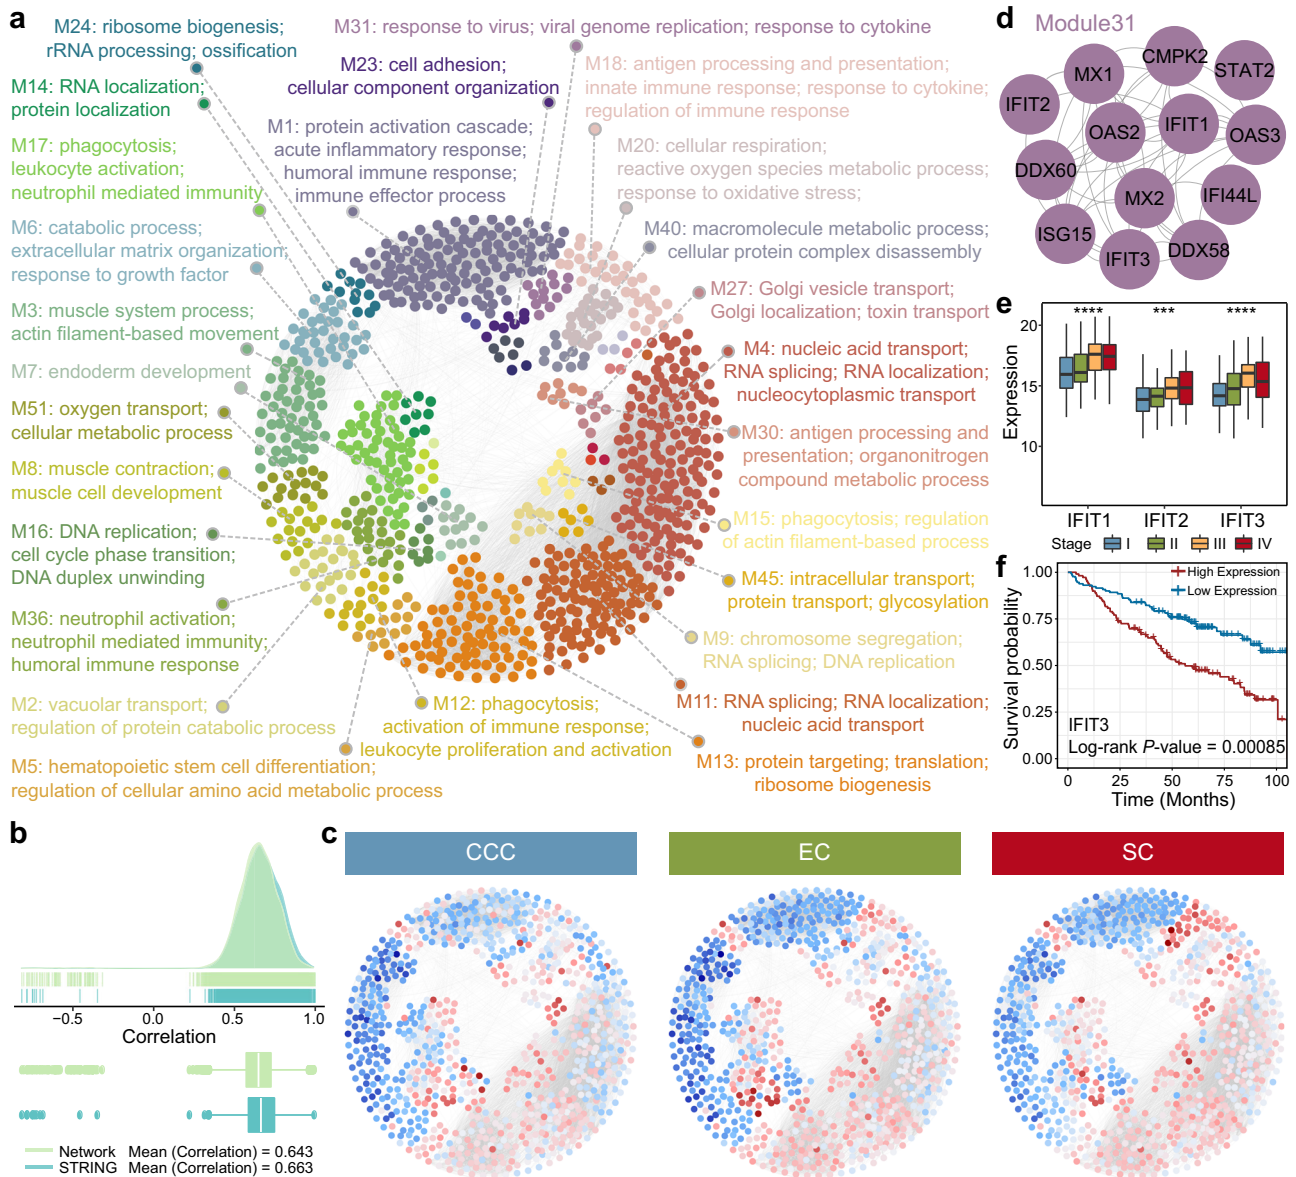 a
M24: ribosome biogenesis;
rRNA processing; ossification
M31: response to virus; viral genome replication; response to cytokine
M14: RNA localization;
protein localization
M23: cell adhesion;
cellular component organization
M18: antigen processing and presentation;
innate immune response; response to cytokine;
regulation of immune response
M17: phagocytosis;
leukocyte activation;
neutrophil mediated immunity
M1: protein activation cascade;
acute inflammatory response;
humoral immune response;
immune effector process
M20: cellular respiration;
reactive oxygen species metabolic process;
response to oxidative stress;
M6: catabolic process;
extracellular matrix organization;
response to growth factor
M40: macromolecule metabolic process;
cellular protein complex disassembly
M3: muscle system process;
actin filament-based movement
M27: Golgi vesicle transport;
Golgi localization; toxin transport
M7: endoderm development
M4: nucleic acid transport;
RNA splicing; RNA localization;
nucleocytoplasmic transport
M51: oxygen transport;
cellular metabolic process
M30: antigen processing and
presentation; organonitrogen
compound metabolic process
M8: muscle contraction;
muscle cell development
M15: phagocytosis; regulation
of actin filament-based process
M16: DNA replication;
cell cycle phase transition;
DNA duplex unwinding
M45: intracellular transport;
protein transport; glycosylation
M36: neutrophil activation;
neutrophil mediated immunity;
humoral immune response
M9: chromosome segregation;
RNA splicing; DNA replication
M2: vacuolar transport;
regulation of protein catabolic process
M12: phagocytosis;
activation of immune response;
leukocyte proliferation and activation
M11: RNA splicing; RNA localization;
nucleic acid transport
M5: hematopoietic stem cell differentiation;
regulation of cellular amino acid metabolic process
M13: protein targeting; translation;
ribosome biogenesis
d
Module31
CMPK2
MX1
STAT2
IFIT2
OAS2
IFIT1
OAS3
DDX60
MX2
IFI44L
ISG15
IFIT3
DDX58
e
Expression
20
15
10
**** *** ****
IFIT1 IFIT2 IFIT3
Stage I II III IV
f
Survival probability
1.00
0.75
0.50
0.25
0.00
High Expression
Low Expression
IFIT3
Log-rank P-value = 0.00085
0 25 50 75 100
Time (Months)
b
−0.5 0.0 0.5 1.0
Correlation
Network Mean (Correlation) = 0.643
STRING Mean (Correlation) = 0.663
c
CCC EC SC